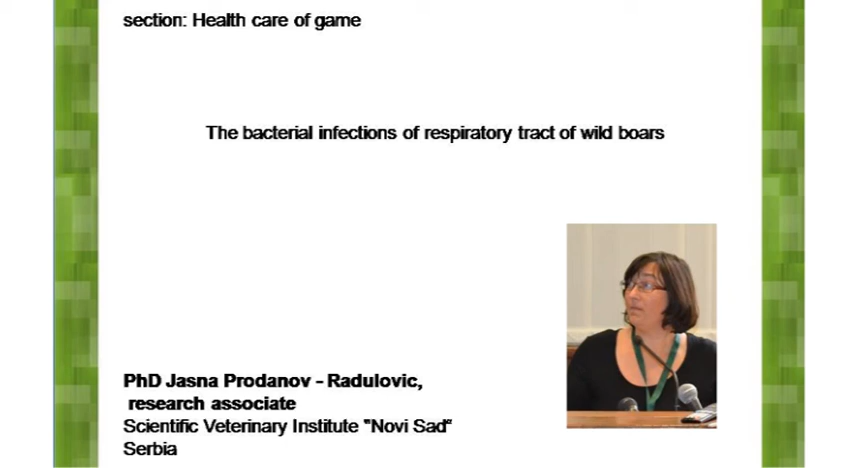 section: Health care of game
The bacterial infections of respiratory tract of wild boars
PhD Jasna Prodanov - Radulovic,
research associate
Scientific Veterinary Institute "Novi Sad"
Serbia